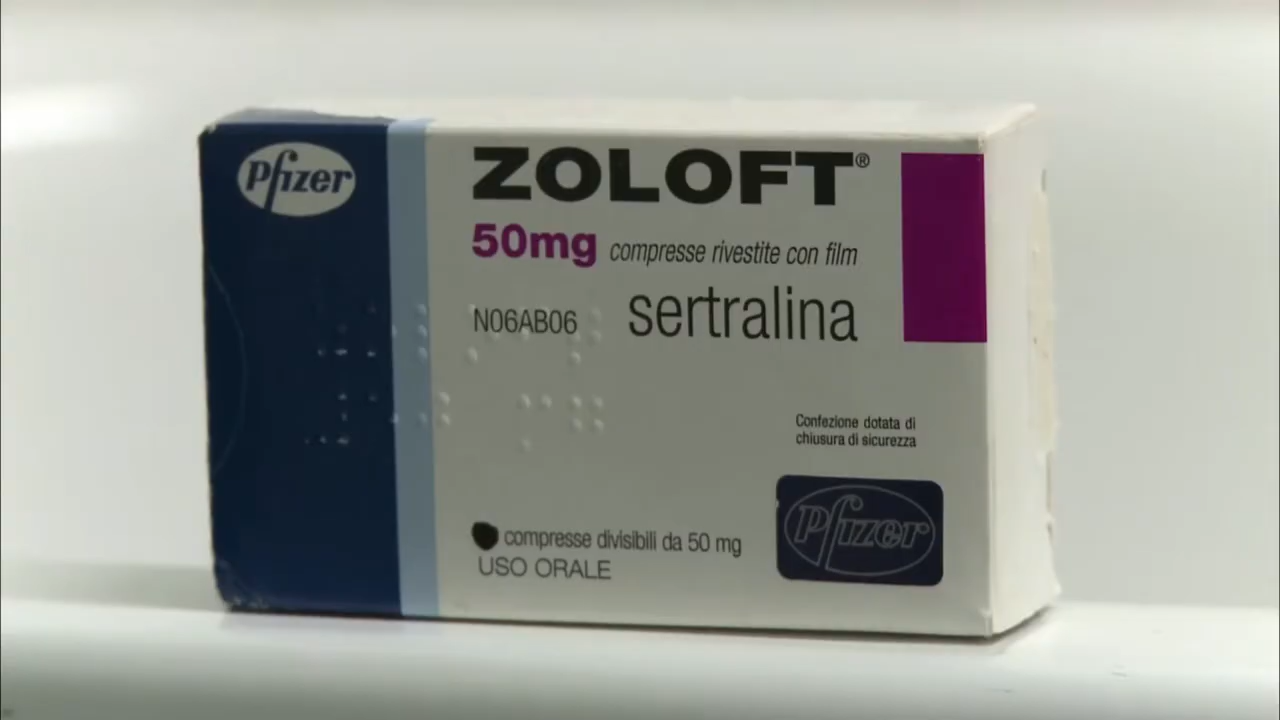 Pfizer
ZOLOFT®
50mg compresse rivestite con film
N06AB06 sertralina
Confezione dotata di
chiusura di sicurezza
Pfizer
compresse divisibili da 50 mg
USO ORALE